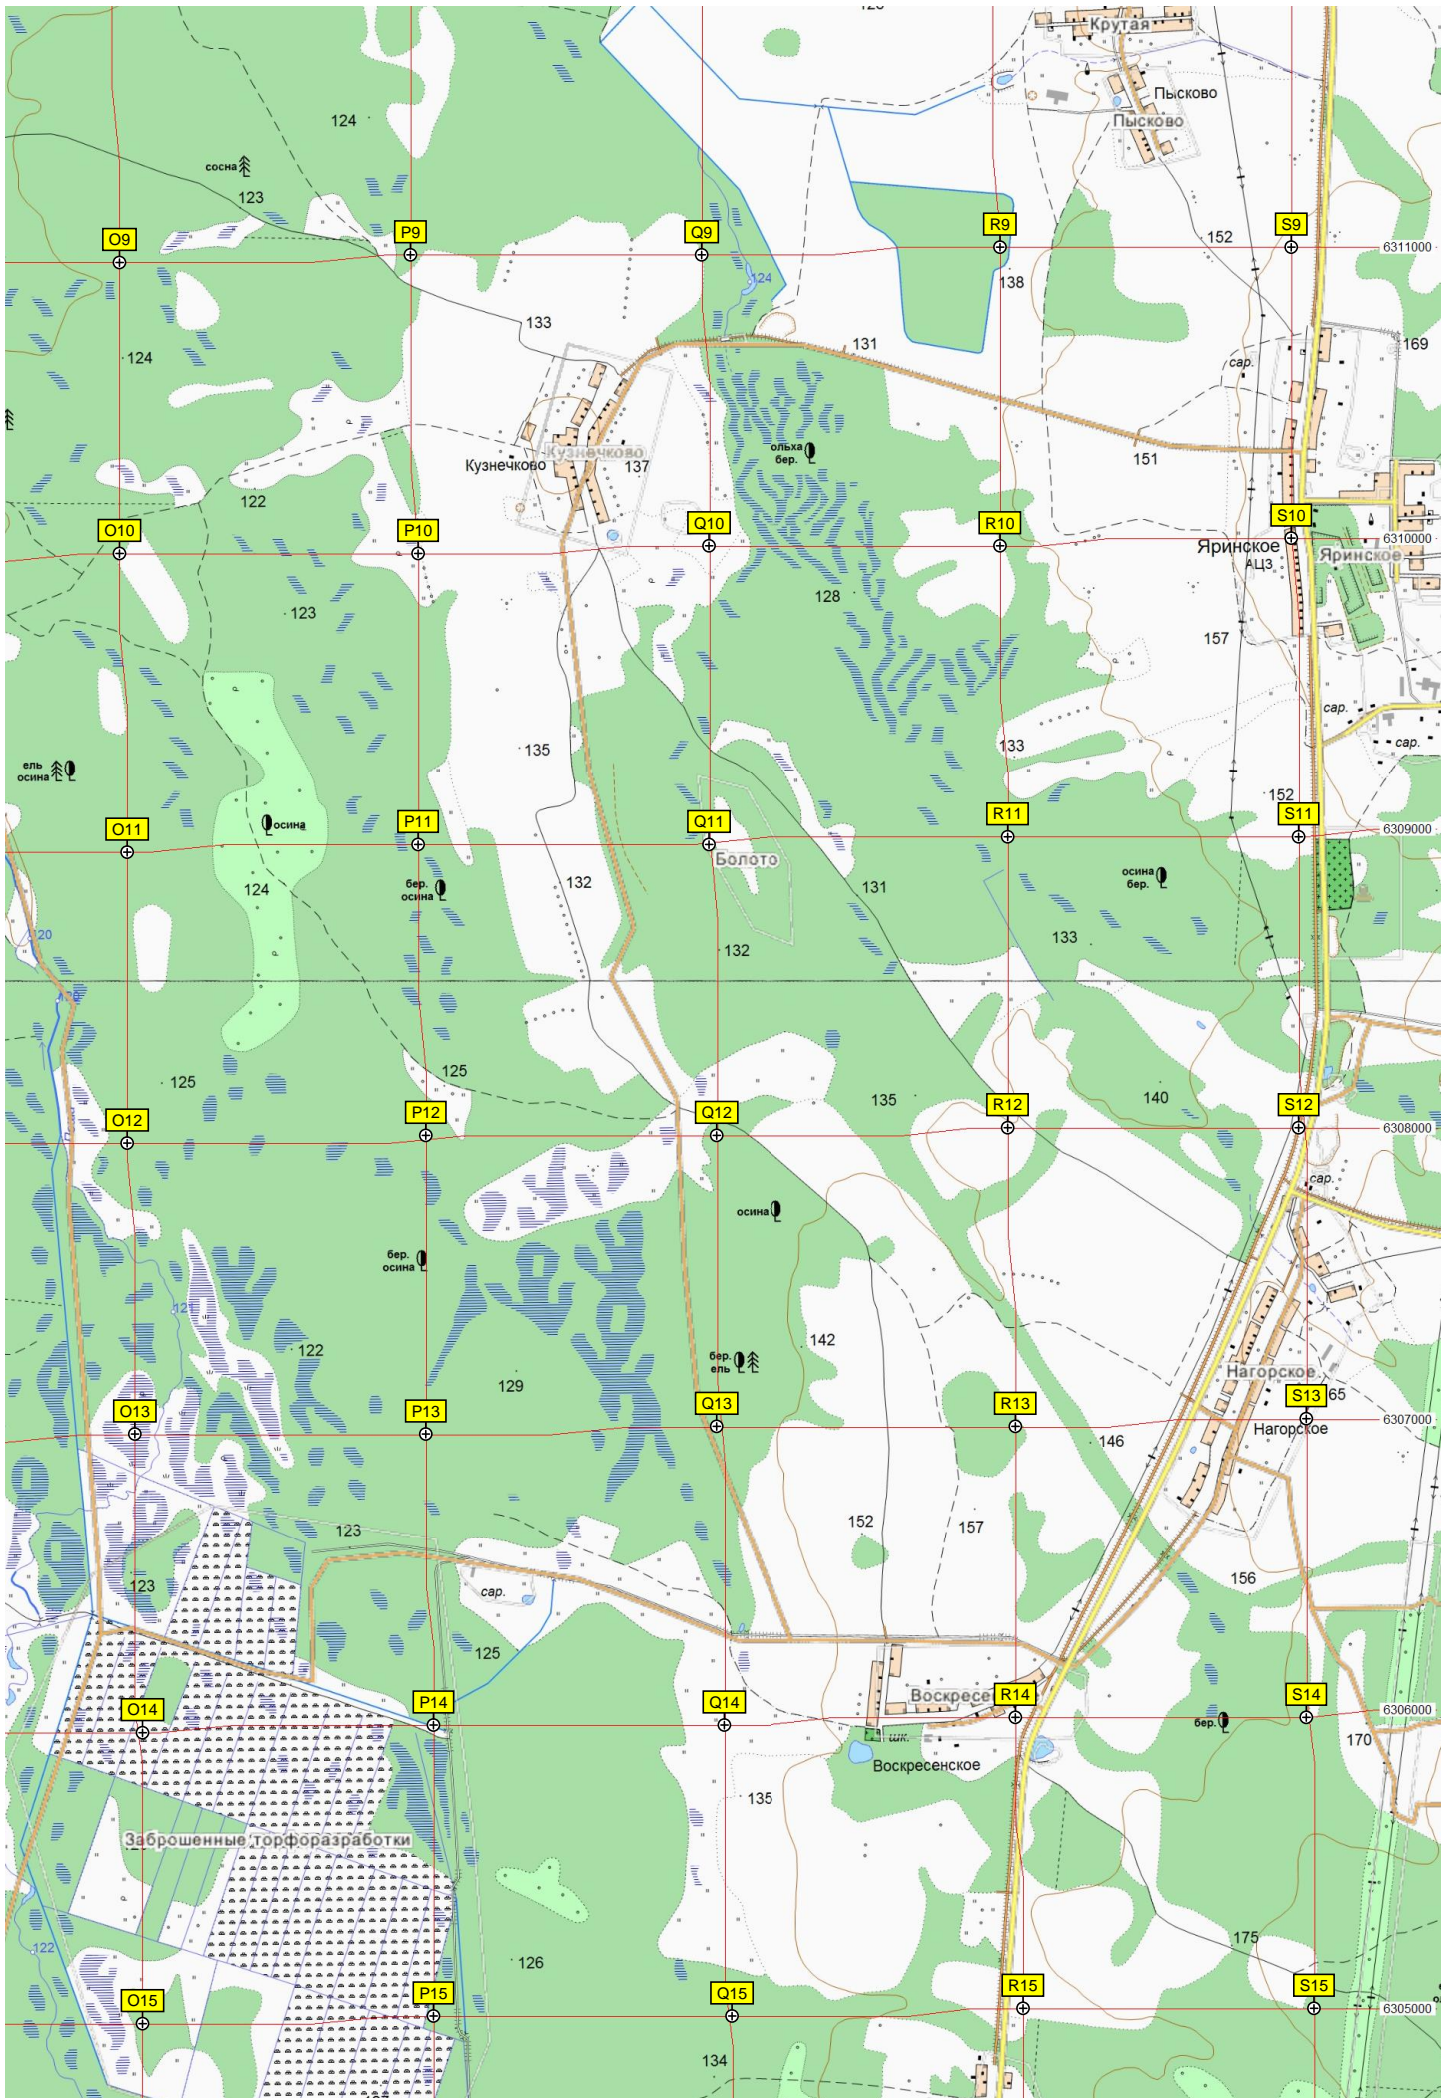 Крутая
Пысково
Пысково
124
сосна
123
O9
P9
Q9
R9
S9
152
6311000
138
124
133
124
131
169
сар.
ольха
бер.
Кузнечково
Кузнечково
137
151
122
O10
P10
Q10
R10
S10
6310000
Яринское
АЦЗ
Яринское
128
123
157
сар.
135
133
сар.
ель
осина
152
осина
O11
P11
Q11
R11
S11
6309000
Болото
бер.
осина
132
124
131
осина
бер.
120
133
132
125
125
135
140
O12
P12
Q12
R12
S12
6308000
сар.
осина
бер.
осина
121
122
142
бер.
ель
129
Нагорское
O13
P13
Q13
R13
S13
65
6307000
Нагорское
146
123
152
157
123
сар.
156
125
Воскресе
O14
P14
Q14
R14
S14
6306000
бер.
170
шк.
Воскресенское
135
Заброшенные торфоразработки
122
126
175
O15
P15
Q15
R15
S15
6305000
134